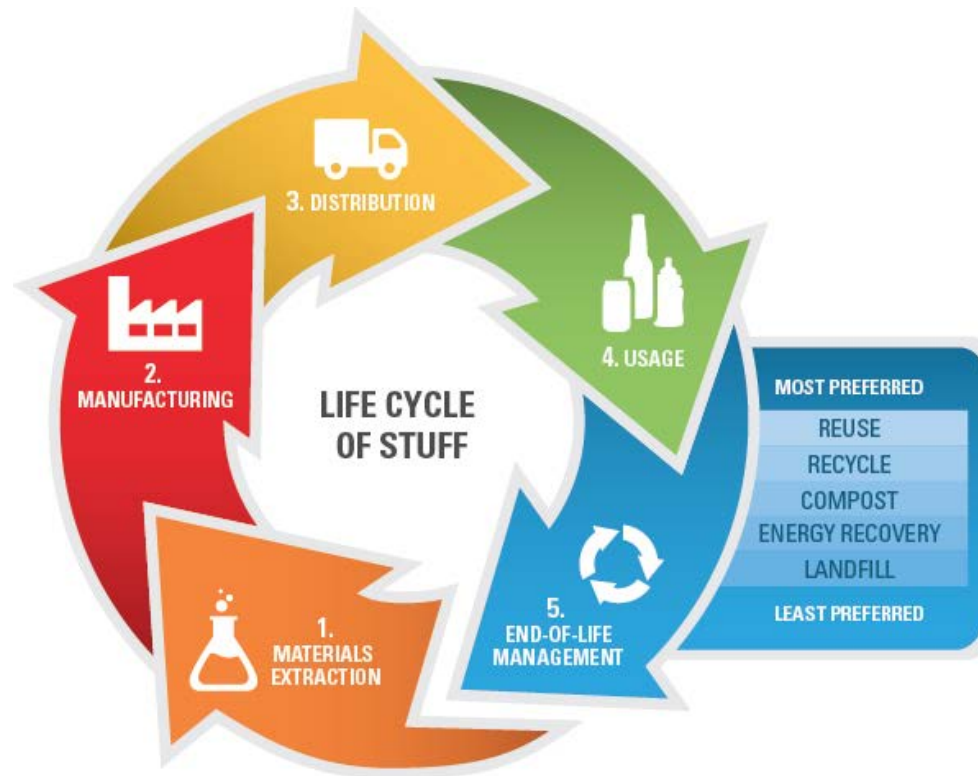 LIFE CYCLE
OF STUFF
1.
MATERIALS
EXTRACTION
2.
MANUFACTURING
3. DISTRIBUTION
4. USAGE
5.
END-OF-LIFE
MANAGEMENT
MOST PREFERRED
REUSE
RECYCLE
COMPOST
ENERGY RECOVERY
LANDFILL
LEAST PREFERRED